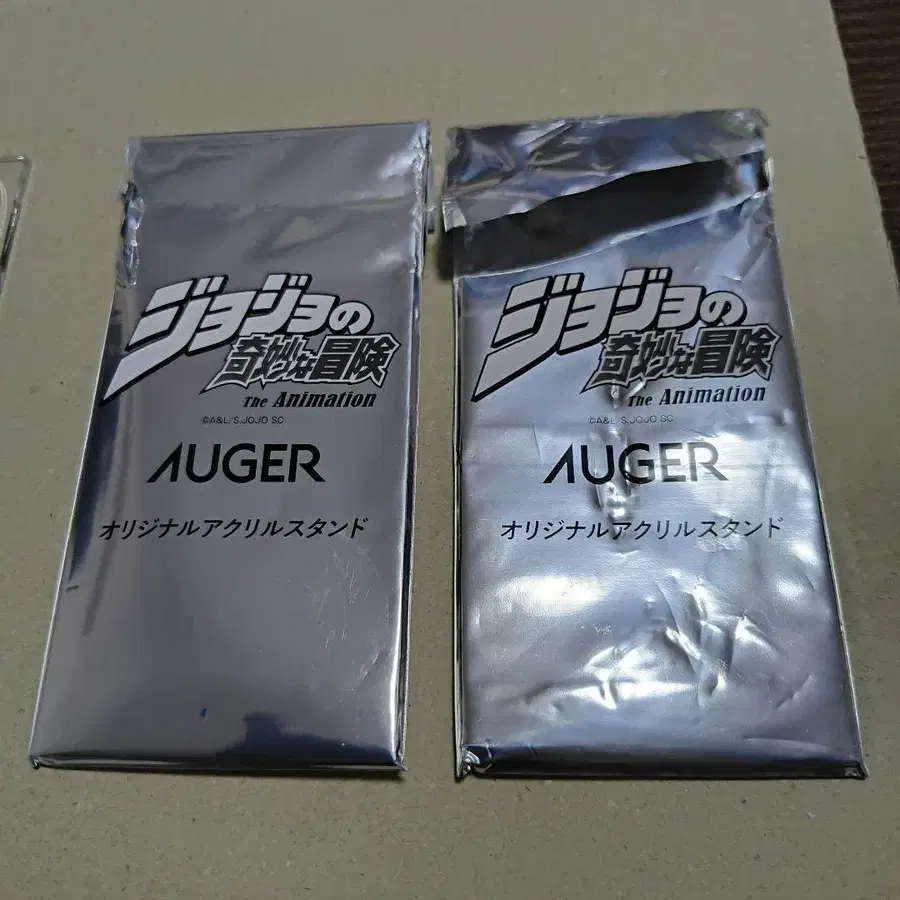 ジョジョの
奇妙な冒険
The Animation
©A&L/S.JOJO SC
AUGER
オリジナルアクリルスタンド
ジョジョの
奇妙な冒険
The Animation
©A&L/S.JOJO SC
AUGER
オリジナルアクリルスタンド